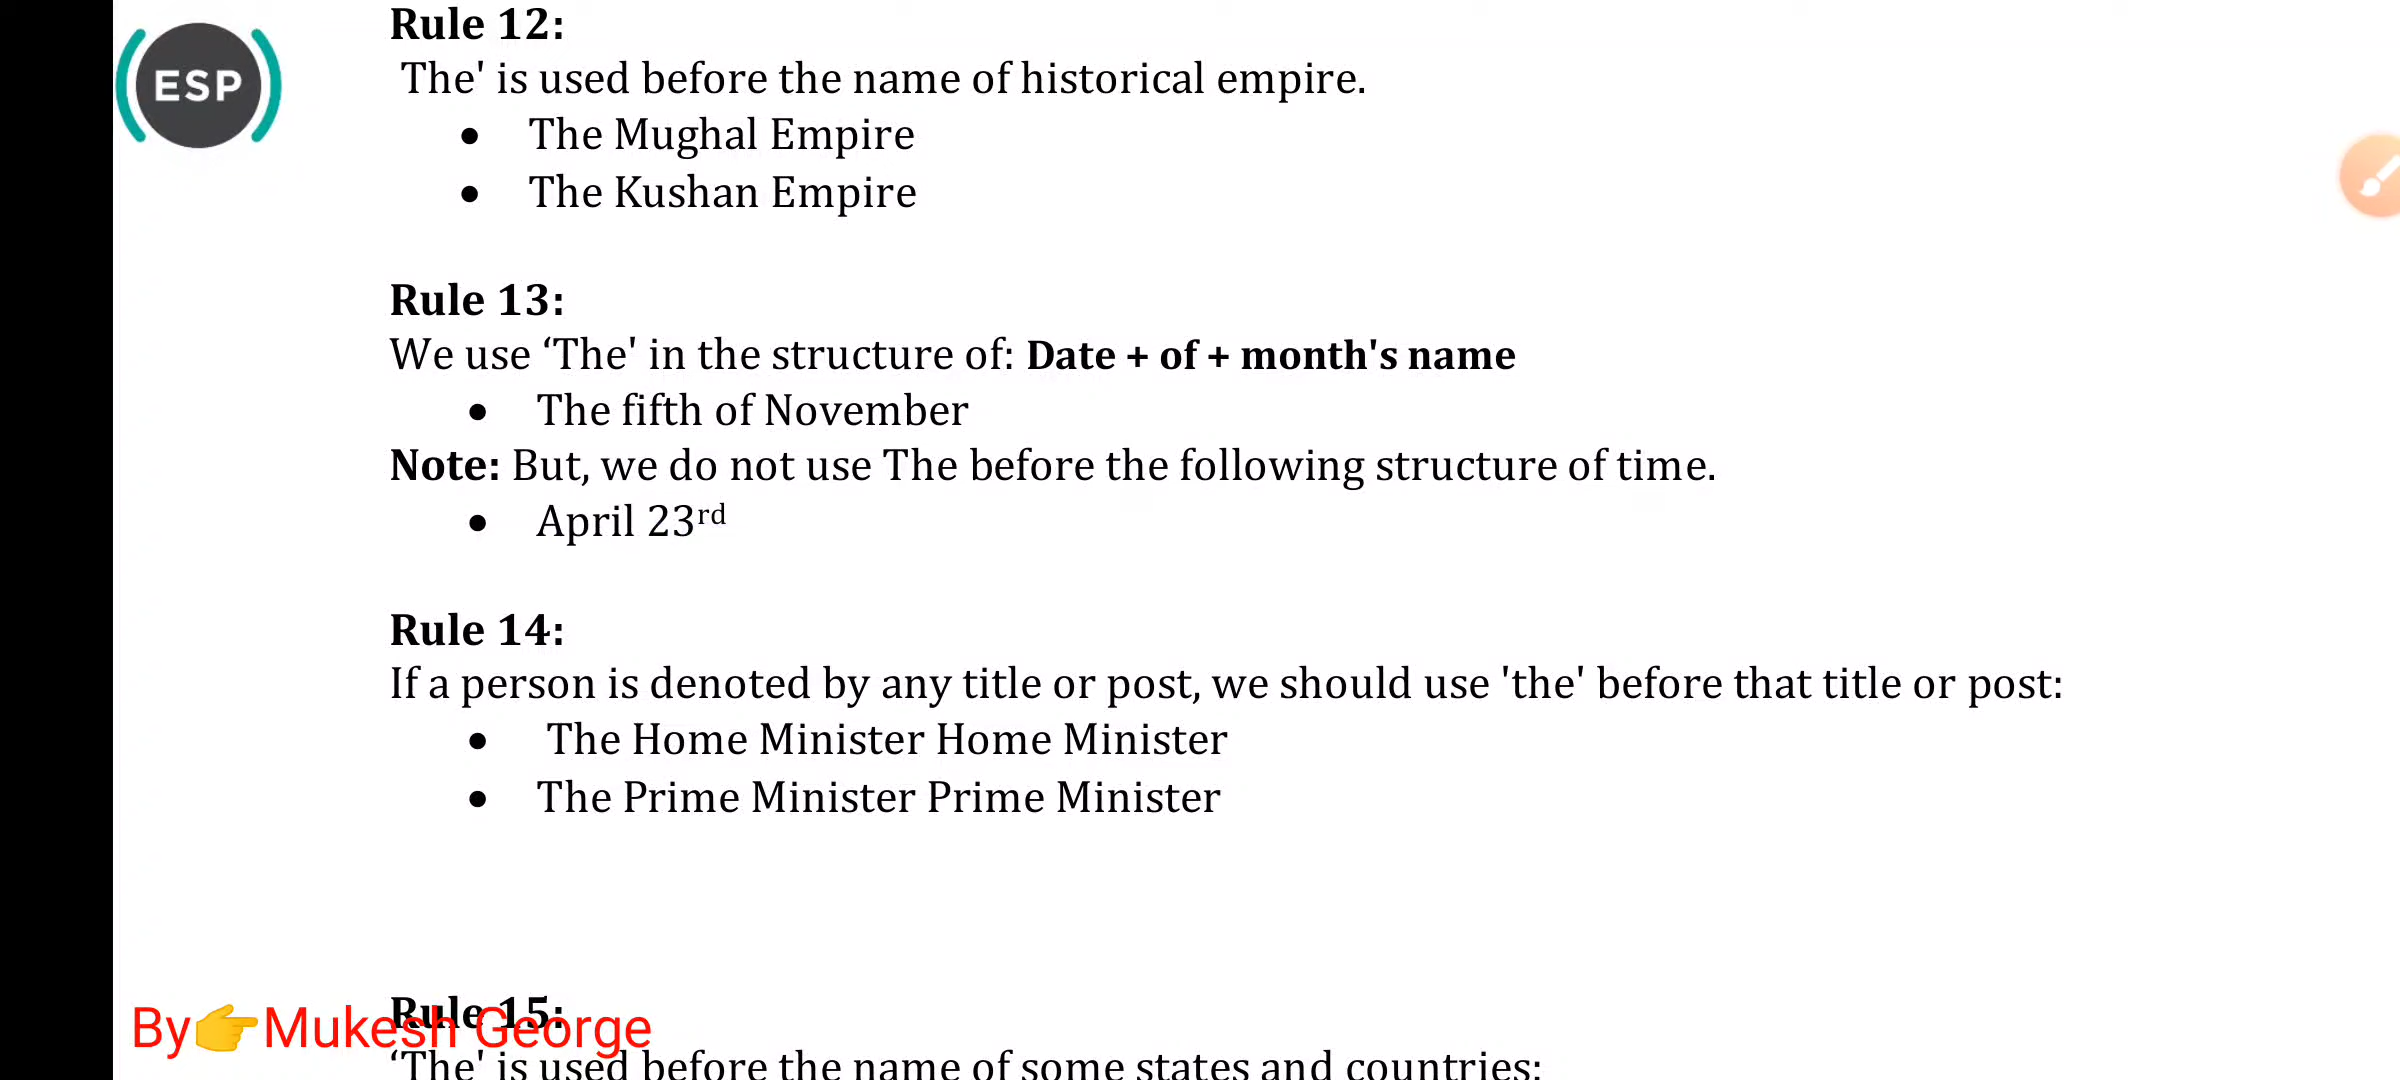 ESP
Rule 12:
The' is used before the name of historical empire.
• The Mughal Empire
• The Kushan Empire
Rule 13:
We use ‘The' in the structure of: Date + of + month's name
• The fifth of November
Note: But, we do not use The before the following structure of time.
• April 23rd
Rule 14:
If a person is denoted by any title or post, we should use 'the' before that title or post:
• The Home Minister Home Minister
• The Prime Minister Prime Minister
Rule 15:
By👉Mukesh George
‘The' is used before the name of some states and countries: